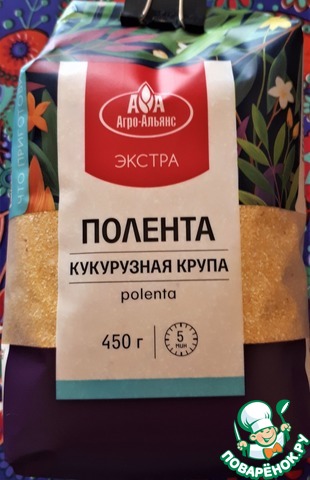 АА
Агро-Альянс
ЭКСТРА
ПОЛЕНТА
КУКУРУЗНАЯ КРУПА
polenta
450 г
5
мин
ПОВАРЁНОК.РУ